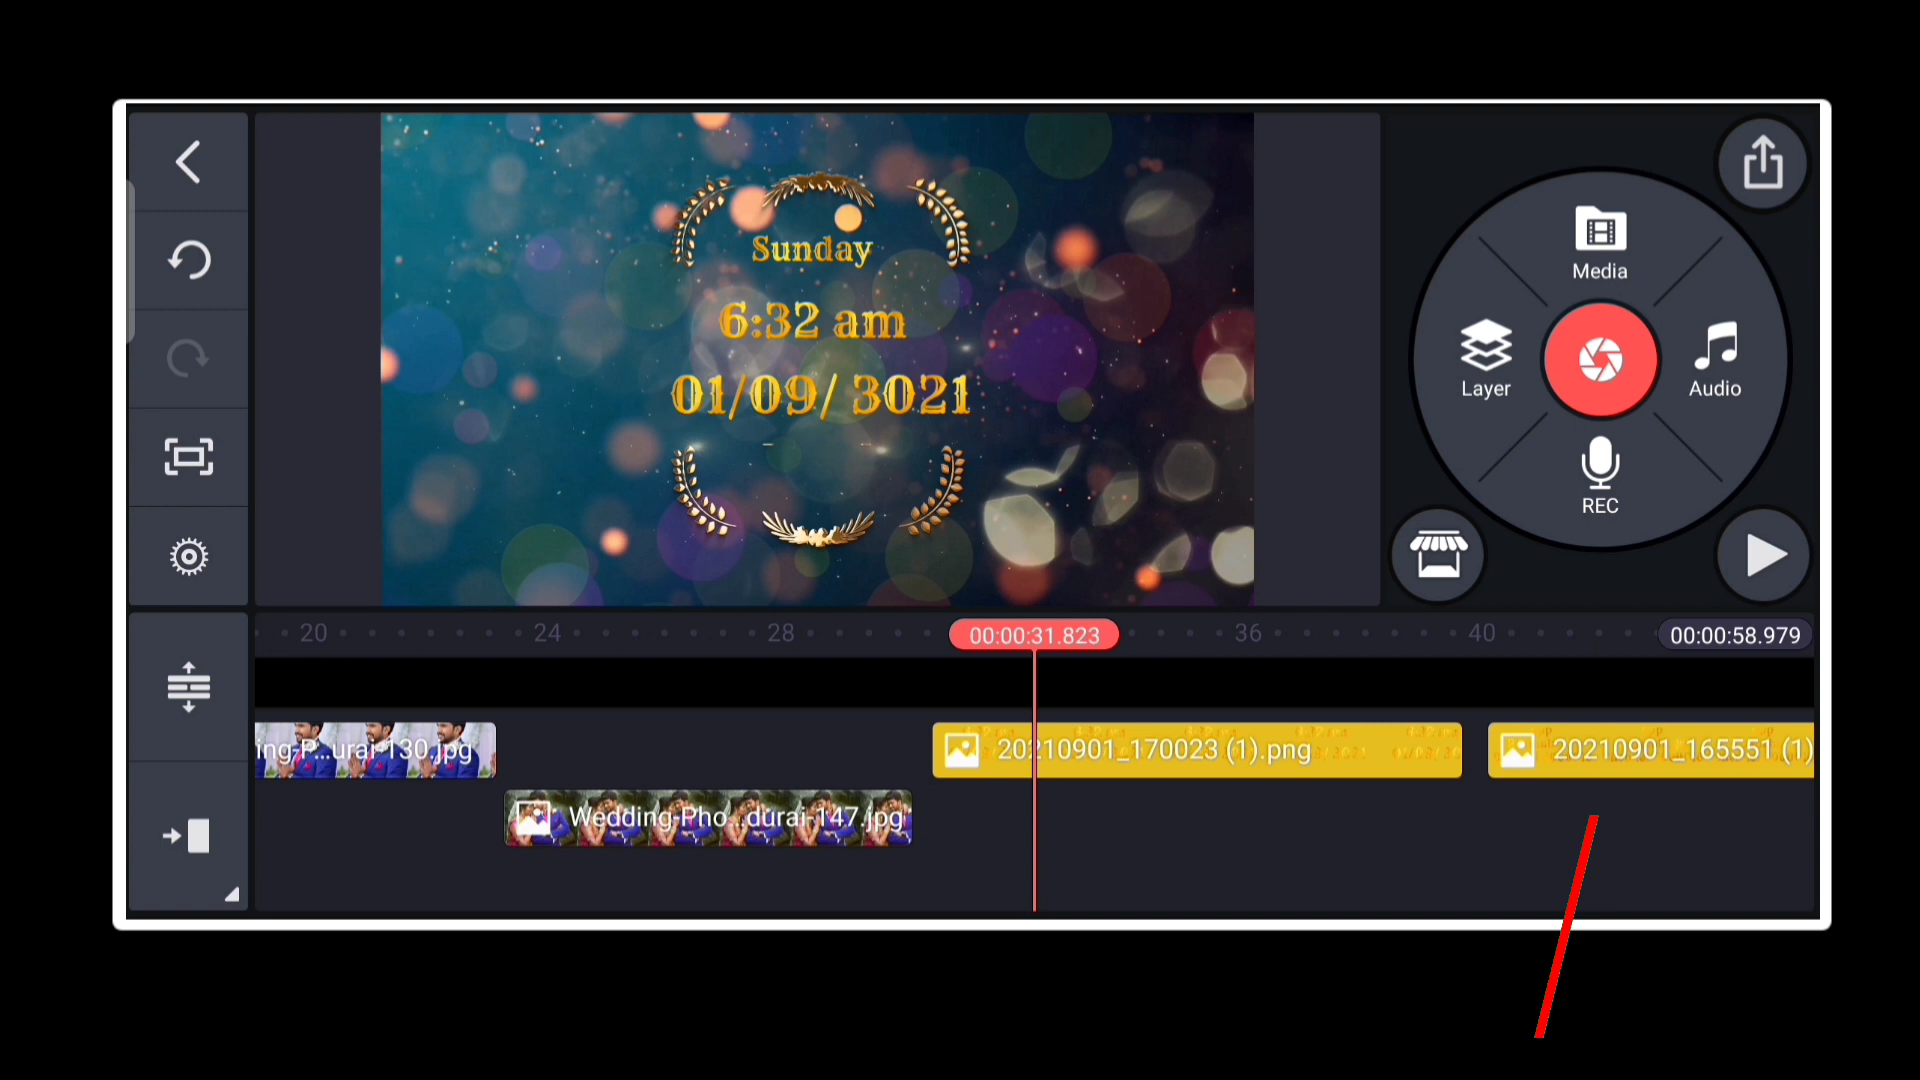 Sunday
6:32 am
01/09/ 3021
Media
Layer
Audio
REC
20
24
28
00:00:31.823
36
40
00:00:58.979
ing-P...urai-130.jpg
20210901_170023 (1).png
20210901_165551 (1)
Wedding-Pho...durai-147.jpg